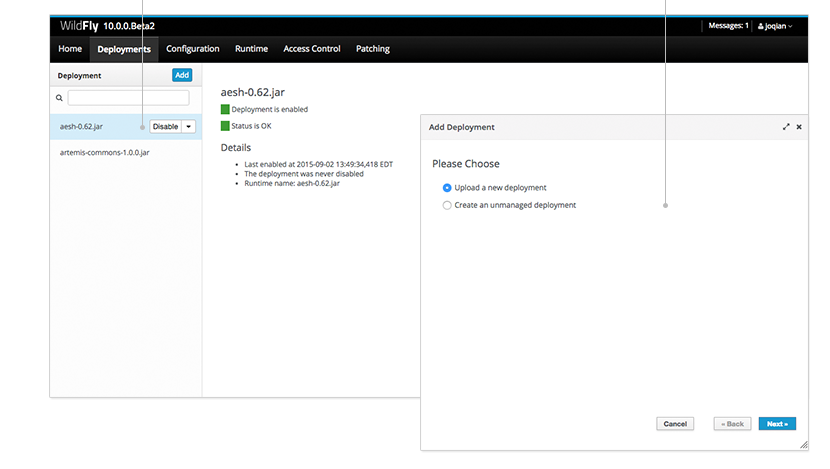 WildFly 10.0.0.Beta2
Messages: 1
joqian
Home Deployments Configuration Runtime Access Control Patching
Deployment Add
aesh-0.62.jar Disable
artemis-commons-1.0.0.jar
aesh-0.62.jar
Deployment is enabled
Status is OK
Details
• Last enabled at 2015-09-02 13:49:34,418 EDT
• The deployment was never disabled
• Runtime name: aesh-0.62.jar
Add Deployment
Please Choose
Upload a new deployment
Create an unmanaged deployment
Cancel « Back Next »